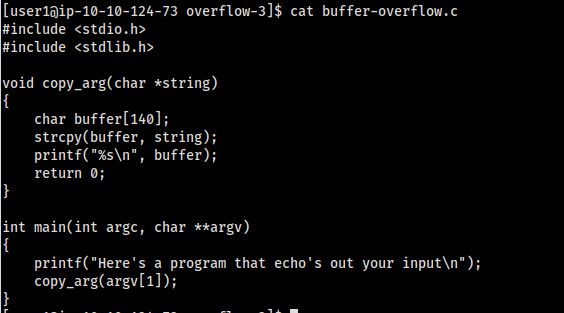 [user1@ip-10-10-124-73 overflow-3]$ cat buffer-overflow.c
#include <stdio.h>
#include <stdlib.h>

void copy_arg(char *string)
{
    char buffer[140];
    strcpy(buffer, string);
    printf("%s\n", buffer);
    return 0;
}

int main(int argc, char **argv)
{
    printf("Here's a program that echo's out your input\n");
    copy_arg(argv[1]);
}